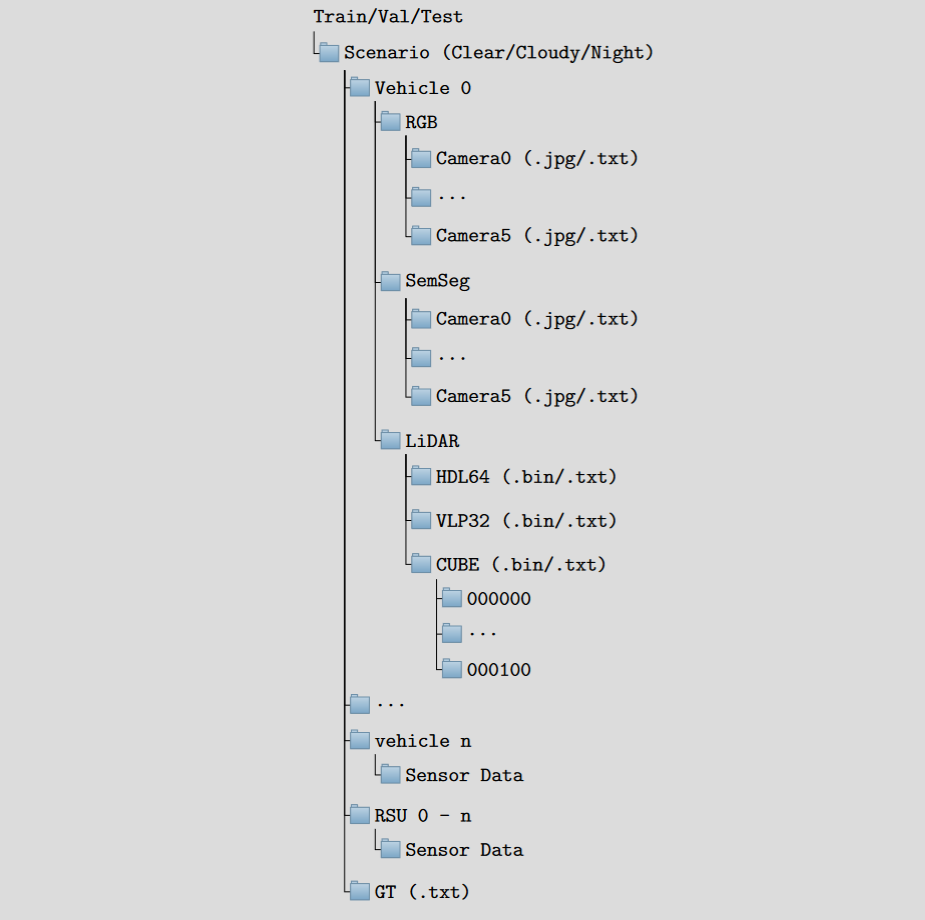 Train/Val/Test
Scenario (Clear/Cloudy/Night)
Vehicle 0
RGB
Camera0 (.jpg/.txt)
...
Camera5 (.jpg/.txt)
SemSeg
Camera0 (.jpg/.txt)
...
Camera5 (.jpg/.txt)
LiDAR
HDL64 (.bin/.txt)
VLP32 (.bin/.txt)
CUBE (.bin/.txt)
000000
...
000100
...
vehicle n
Sensor Data
RSU 0 - n
Sensor Data
GT (.txt)